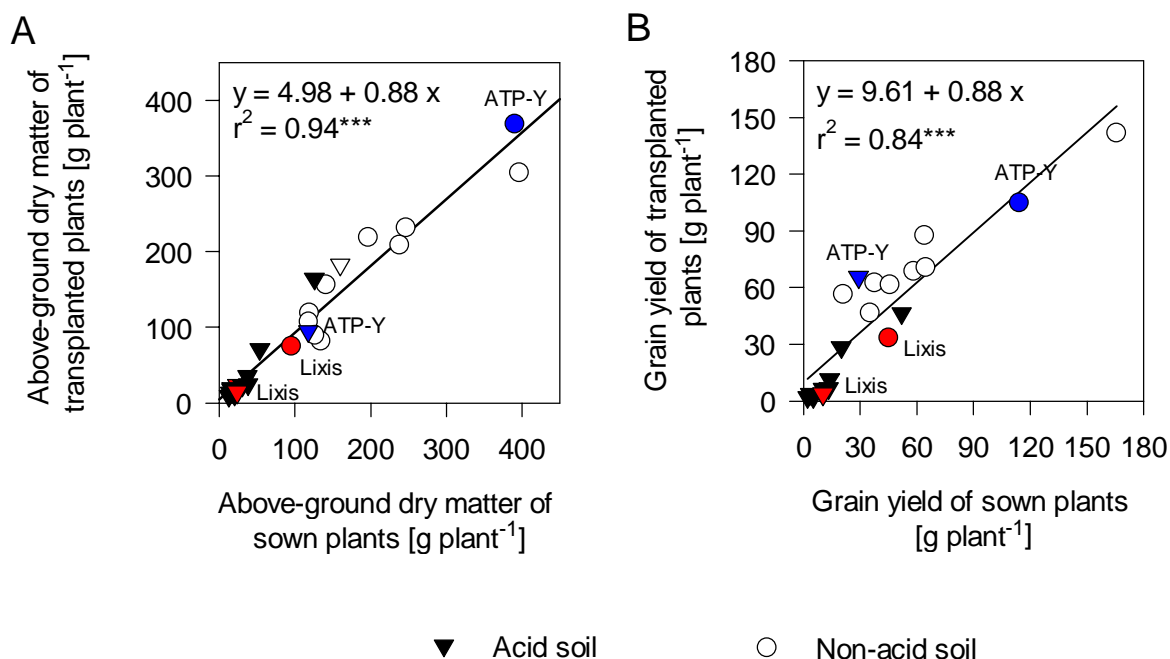 A
Above-ground dry matter of
transplanted plants [g plant⁻¹]
y = 4.98 + 0.88 x
r² = 0.94***
ATP-Y
ATP-Y
Lixis
Lixis
400
300
200
100
0
0 100 200 300 400
Above-ground dry matter of
sown plants [g plant⁻¹]
B
Grain yield of transplanted
plants [g plant⁻¹]
y = 9.61 + 0.88 x
r² = 0.84***
ATP-Y
ATP-Y
Lixis
Lixis
180
150
120
90
60
30
0
0 30 60 90 120 150 180
Grain yield of sown plants
[g plant⁻¹]
Acid soil
Non-acid soil